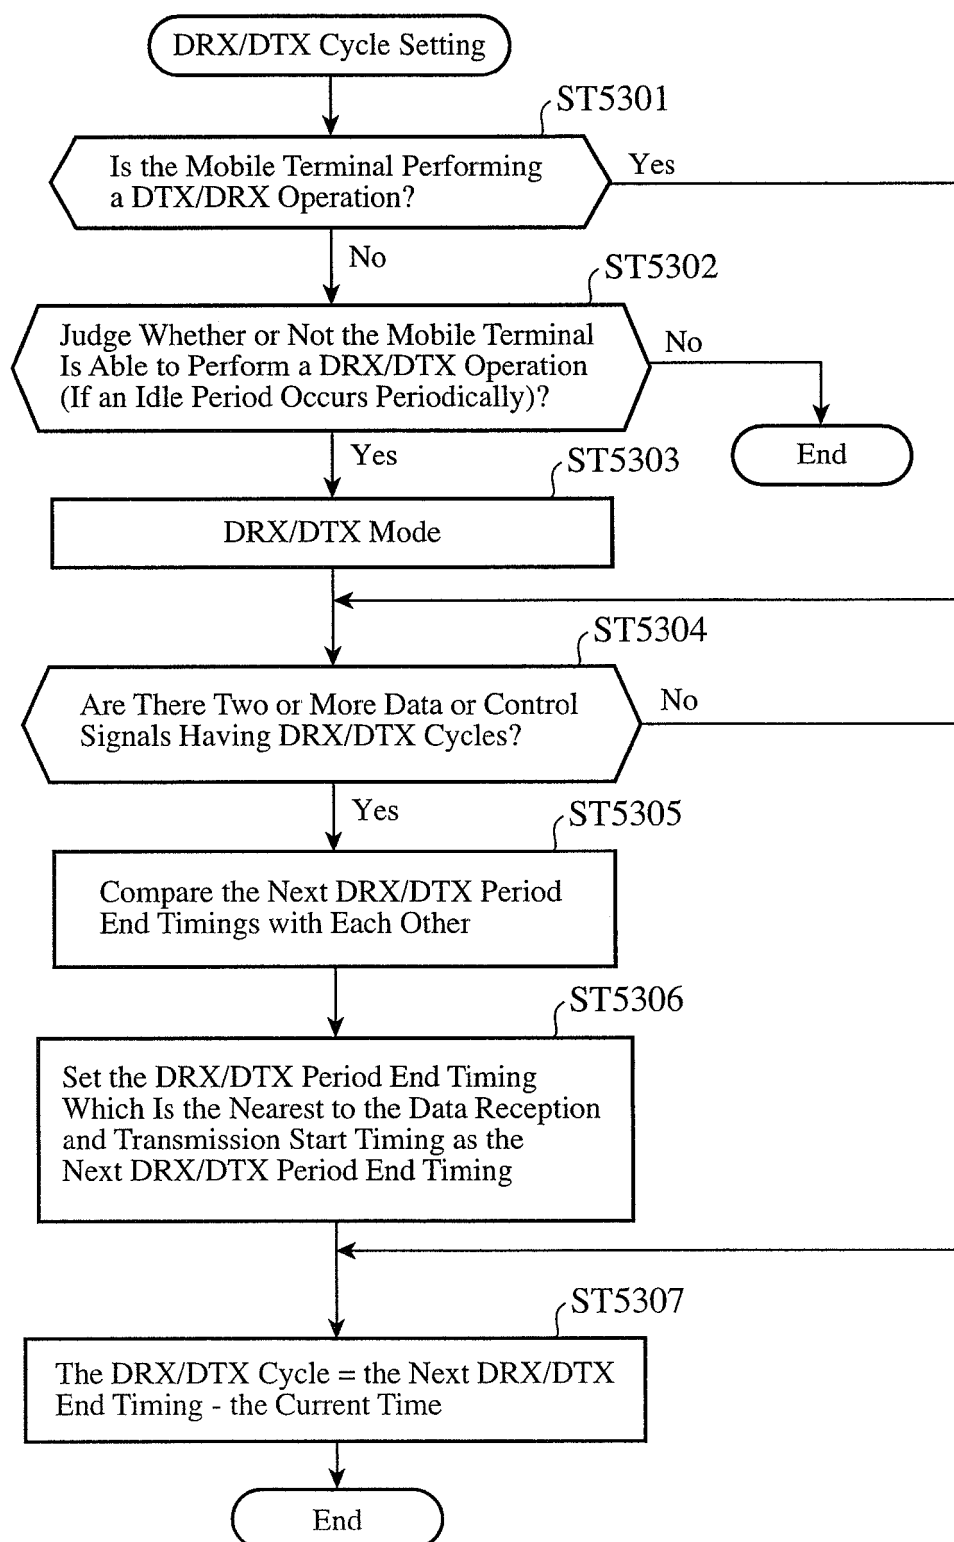 DRX/DTX Cycle Setting
ST5301
Is the Mobile Terminal Performing
a DTX/DRX Operation?
Yes
No
ST5302
Judge Whether or Not the Mobile Terminal
Is Able to Perform a DRX/DTX Operation
(If an Idle Period Occurs Periodically)?
No
End
Yes
ST5303
DRX/DTX Mode
ST5304
Are There Two or More Data or Control
Signals Having DRX/DTX Cycles?
No
Yes
ST5305
Compare the Next DRX/DTX Period
End Timings with Each Other
ST5306
Set the DRX/DTX Period End Timing
Which Is the Nearest to the Data Reception
and Transmission Start Timing as the
Next DRX/DTX Period End Timing
ST5307
The DRX/DTX Cycle = the Next DRX/DTX
End Timing - the Current Time
End